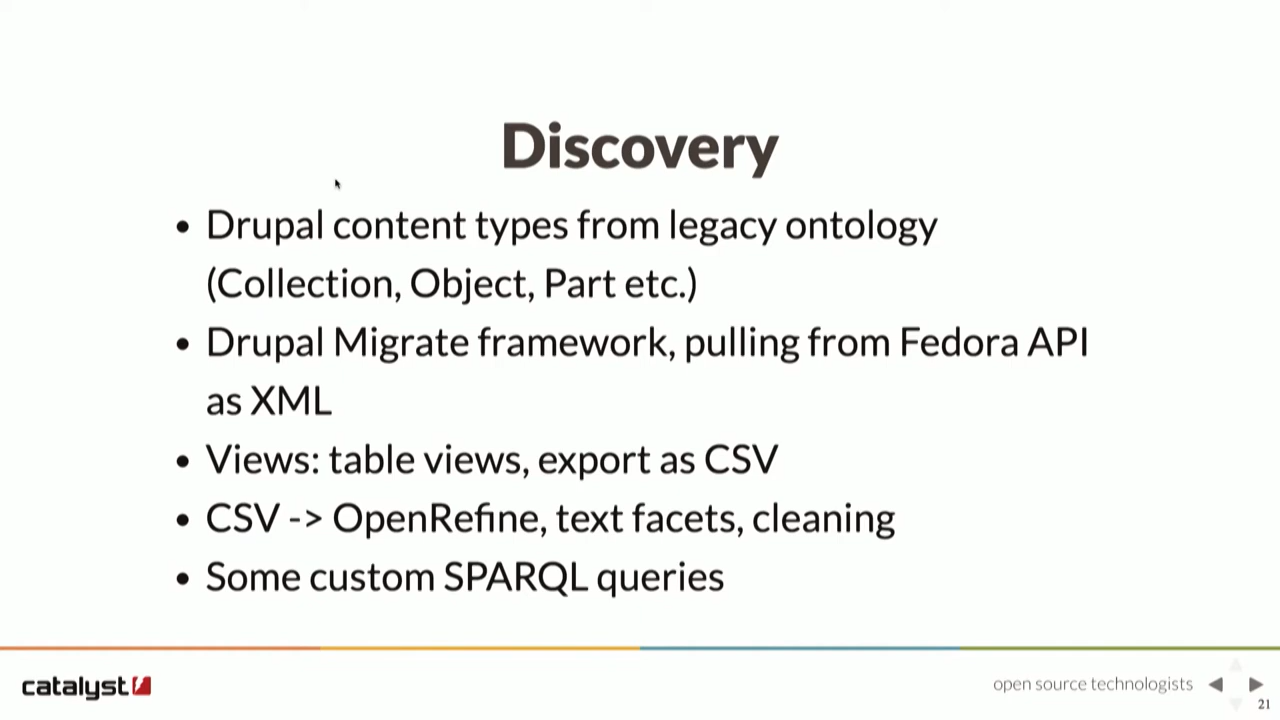 Discovery
• Drupal content types from legacy ontology
(Collection, Object, Part etc.)
• Drupal Migrate framework, pulling from Fedora API
as XML
• Views: table views, export as CSV
• CSV -> OpenRefine, text facets, cleaning
• Some custom SPARQL queries
catalyst
open source technologists
21